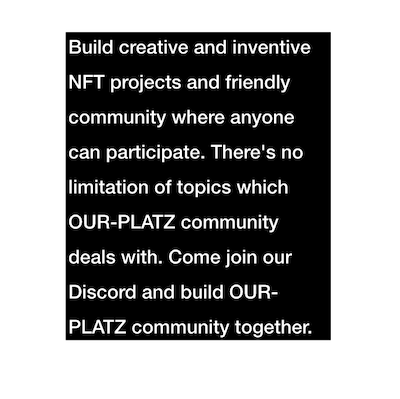 Build creative and inventive
NFT projects and friendly
community where anyone
can participate. There's no
limitation of topics which
OUR-PLATZ community
deals with. Come join our
Discord and build OUR-
PLATZ community together.